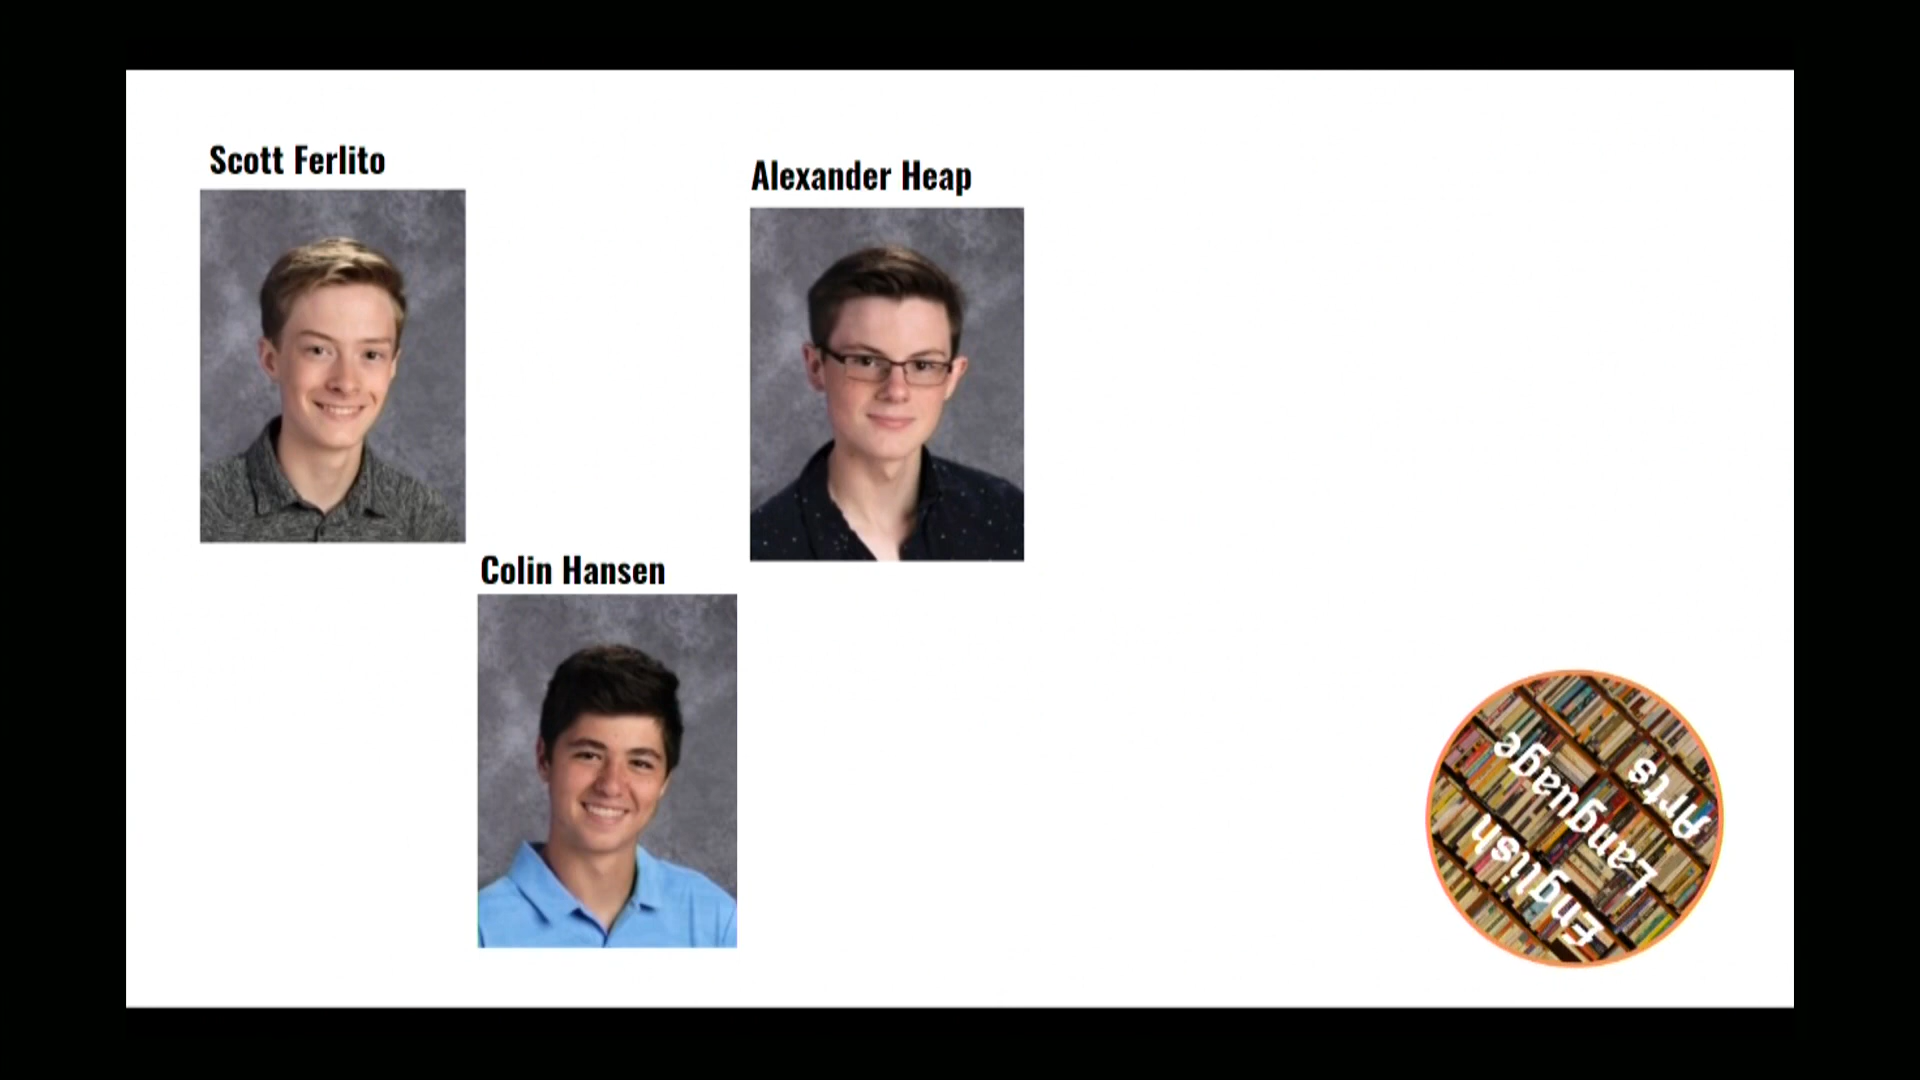 Scott Ferlito
Alexander Heap
Colin Hansen
English
Language
Arts